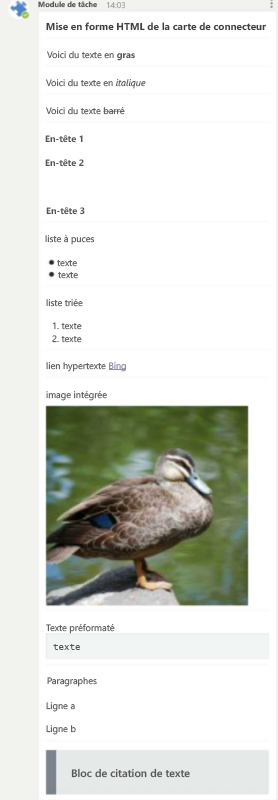 Module de tâche 14:03
Mise en forme HTML de la carte de connecteur
Voici du texte en gras
Voici du texte en italique
Voici du texte barré
En-tête 1
En-tête 2
En-tête 3
liste à puces
texte
texte
liste triée
1. texte
2. texte
lien hypertexte Bing
image intégrée
Texte préformaté
texte
Paragraphes
Ligne a
Ligne b
Bloc de citation de texte